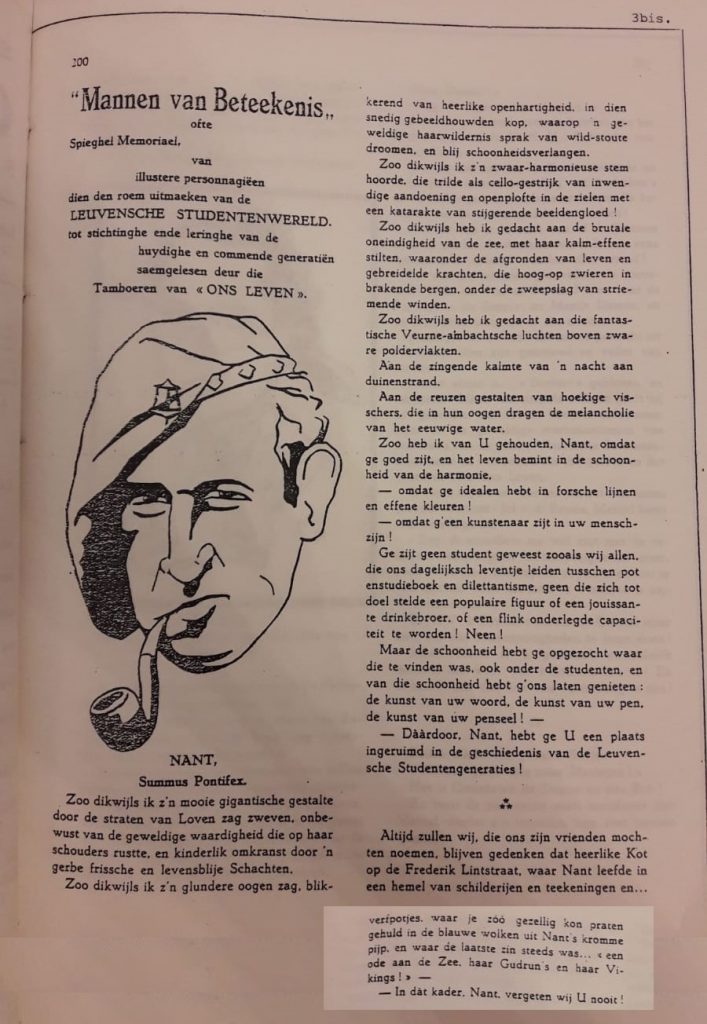 3bis.
200
"Mannen van Beteekenis„
ofte
Spieghel Memoriael,
van
illustere personnagiëen
dien den roem uitmaeken van de
LEUVENSCHE STUDENTENWERELD.
tot stichtinghe ende leringhe van de
huydighe en commende generatiën
saemgelesen deur die
Tamboeren van « ONS LEVEN ».
NANT,
Summus Pontifex.
Zoo dikwijls ik z'n mooie gigantische gestalte
door de straten van Loven zag zweven, onbe-
wust van de geweldige waardigheid die op haar
schouders rustte, en kinderlijk omkranst door 'n
gerbe frissche en levensblije Schachten.
Zoo dikwijls ik z'n glundere oogen zag, blik-
kerend van heerlijke openhartigheid, in dien
snedig gebeeldhouwden kop, waarop 'n ge-
weldige haarwildernis sprak van wild-stoute
droomen, en blij schoonheidsverlangen.
Zoo dikwijls ik z'n zwaar-harmonieuse stem
hoorde, die trilde als cello-gestrijk van inwen-
dige aandoening en openplofte in de zielen met
een katarakte van stijgerende beeldengloed !
Zoo dikwijls heb ik gedacht aan de brutale
oneindigheid van de zee, met haar kalm-effene
stilten, waaronder de afgronden van leven en
gebreidelde krachten, die hoog-op zwieren in
brakende bergen, onder de zweepslag van strie-
mende winden.
Zoo dikwijls heb ik gedacht aan die fantas-
tische Veurne-ambachtsche luchten boven zwa-
re poldervlakten.
Aan de zingende kalmte van 'n nacht aan
duinenstrand.
Aan de reuzen gestalten van hoekige vis-
schers, die in hun oogen dragen de melancholie
van het eeuwige water.
Zoo heb ik van U gehouden, Nant, omdat
ge goed zijt, en het leven bemint in de schoon-
heid van de harmonie,
— omdat ge idealen hebt in forsche lijnen
en effene kleuren !
— omdat g'een kunstenaar zijt in uw mensch-
zijn !
Ge zijt geen student geweest zooals wij allen,
die ons dagelijksch leventje leiden tusschen pot
enstudieboek en dilettantisme, geen die zich tot
doel stelde een populaire figuur of een jouissan-
te drinkebroer, of een flink onderlegde capaci-
teit te worden ! Neen !
Maar de schoonheid hebt ge opgezocht waar
die te vinden was, ook onder de studenten, en
van die schoonheid hebt g'ons laten genieten :
de kunst van uw woord, de kunst van uw pen,
de kunst van uw penseel ! —
— Dààrdoor, Nant, hebt ge U een plaats
ingeruimd in de geschiedenis van de Leuven-
sche Studentengeneraties !
⁂
Altijd zullen wij, die ons zijn vrienden moch-
ten noemen, blijven gedenken dat heerlijke Kot
op de Frederik Lintstraat, waar Nant leefde in
een hemel van schilderijen en teekeningen en...
verfpotjes, waar je zóó gezellig kon praten
gehuld in de blauwe wolken uit Nant's kromme
pijp, en waar de laatste zin steeds was... « een
ode aan de Zee, haar Gudrun's en haar Vi-
kings ! » —
— In dàt kader, Nant, vergeten wij U nooit !